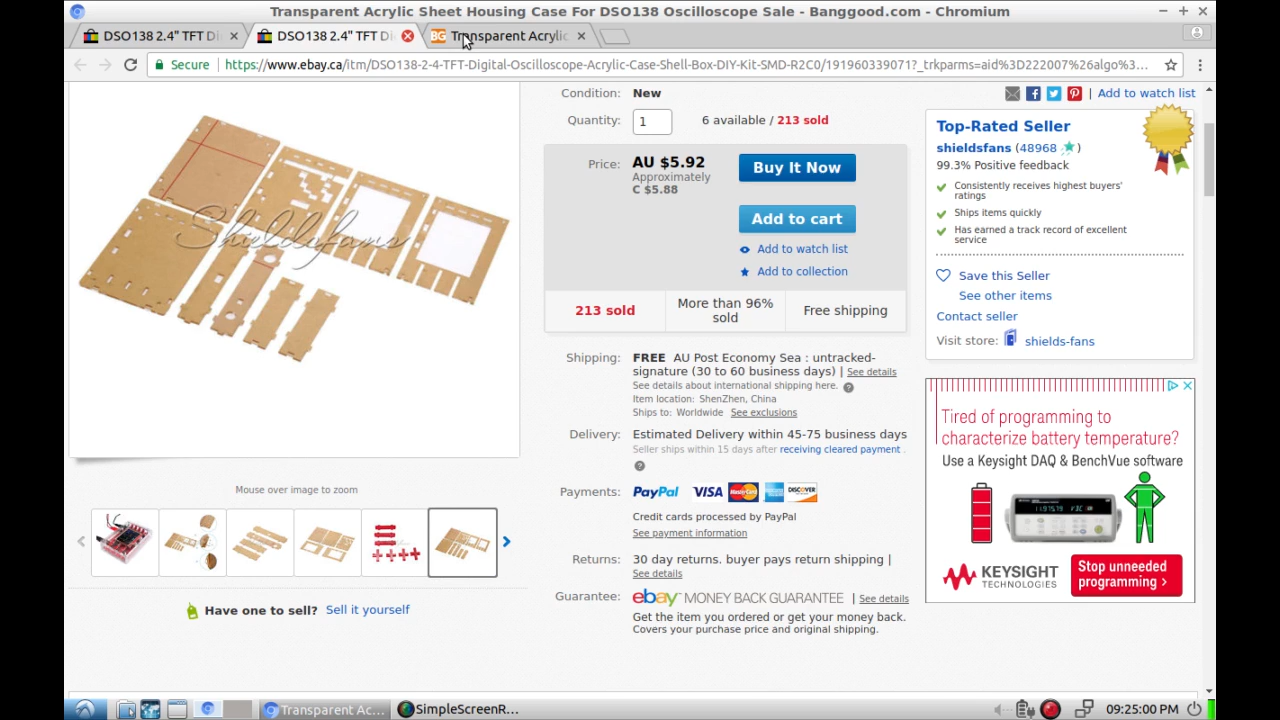 Transparent Acrylic Sheet Housing Case For DSO138 Oscilloscope Sale - Banggood.com - Chromium
DSO138 2.4" TFT Di
DSO138 2.4" TFT Di
BG Transparent Acrylic
Secure
https://www.ebay.ca/itm/DSO138-2-4-TFT-Digital-Oscilloscope-Acrylic-Case-Shell-Box-DIY-Kit-SMD-R2C0/191960339071?_trkparms=aid%3D222007%26algo%3...
Condition: New
Quantity: 1 6 available / 213 sold
Price: AU $5.92
Approximately
C $5.88
Buy It Now
Add to cart
Add to watch list
Add to collection
213 sold
More than 96% sold
Free shipping
Shipping: FREE AU Post Economy Sea : untracked-
signature (30 to 60 business days) | See details
See details about international shipping here.
Item location: ShenZhen, China
Ships to: Worldwide See exclusions
Delivery: Estimated Delivery within 45-75 business days
Seller ships within 15 days after receiving cleared payment .
Payments: PayPal VISA MasterCard DISCOVER
Credit cards processed by PayPal
See payment information
Returns: 30 day returns. buyer pays return shipping |
See details
Guarantee: ebay MONEY BACK GUARANTEE | See details
Get the item you ordered or get your money back.
Covers your purchase price and original shipping.
Shieldsfans
Mouse over image to zoom
Have one to sell? Sell it yourself
| Add to watch list
Top-Rated Seller
shieldsfans (48968 )
99.3% Positive feedback
Consistently receives highest buyers'
ratings
Ships items quickly
Has earned a track record of excellent
service
Save this Seller
See other items
Contact seller
Visit store: shields-fans
Tired of programming to
characterize battery temperature?
Use a Keysight DAQ & BenchVue software
KEYSIGHT
TECHNOLOGIES
Stop unneeded
programming >
Transparent Ac...
SimpleScreenR...
09:25:00 PM